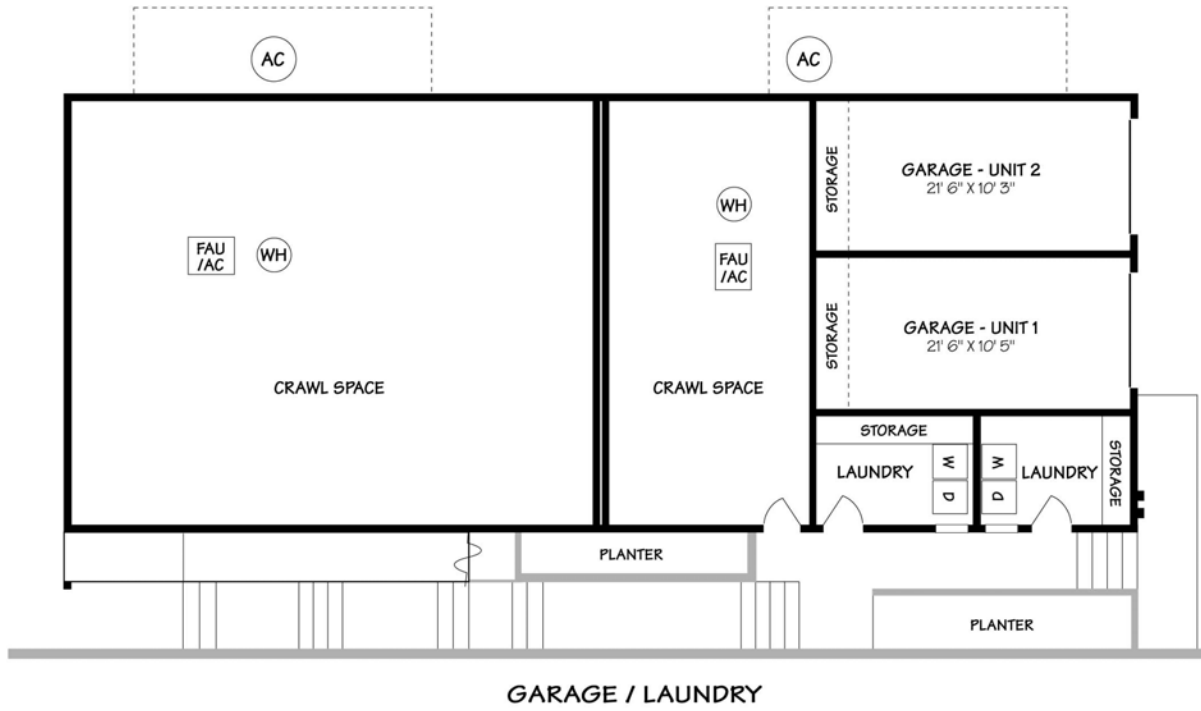 AC
AC
STORAGE
GARAGE - UNIT 2
21' 6" X 10' 3"
WH
FAU
/AC
WH
FAU
/AC
STORAGE
GARAGE - UNIT 1
21' 6" X 10' 5"
CRAWL SPACE
CRAWL SPACE
STORAGE
LAUNDRY
W
D
W
D
LAUNDRY
STORAGE
PLANTER
PLANTER
GARAGE / LAUNDRY